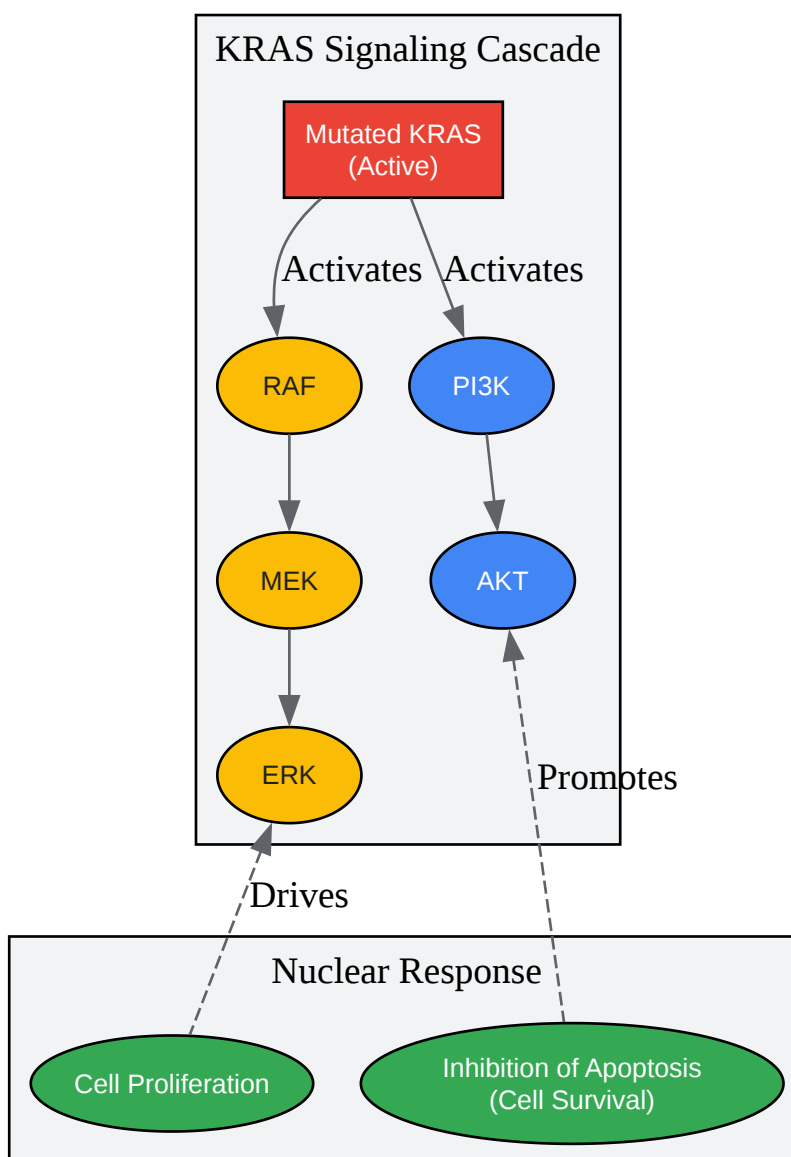 KRAS Signaling Cascade
Mutated KRAS
(Active)
Activates
Activates
RAF
PI3K
MEK
AKT
ERK
Promotes
Drives
Nuclear Response
Cell Proliferation
Inhibition of Apoptosis
(Cell Survival)